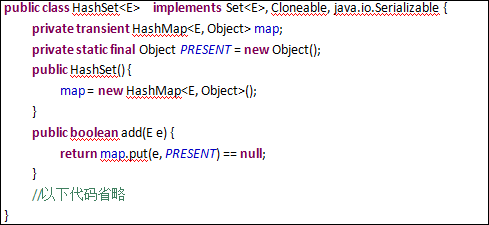 public class HashSet<E> implements Set<E>, Cloneable, java.io.Serializable {
private transient HashMap<E, Object> map;
private static final Object PRESENT = new Object();
public HashSet() {
map = new HashMap<E, Object>();
}
public boolean add(E e) {
return map.put(e, PRESENT) == null;
}
//以下代码省略
}